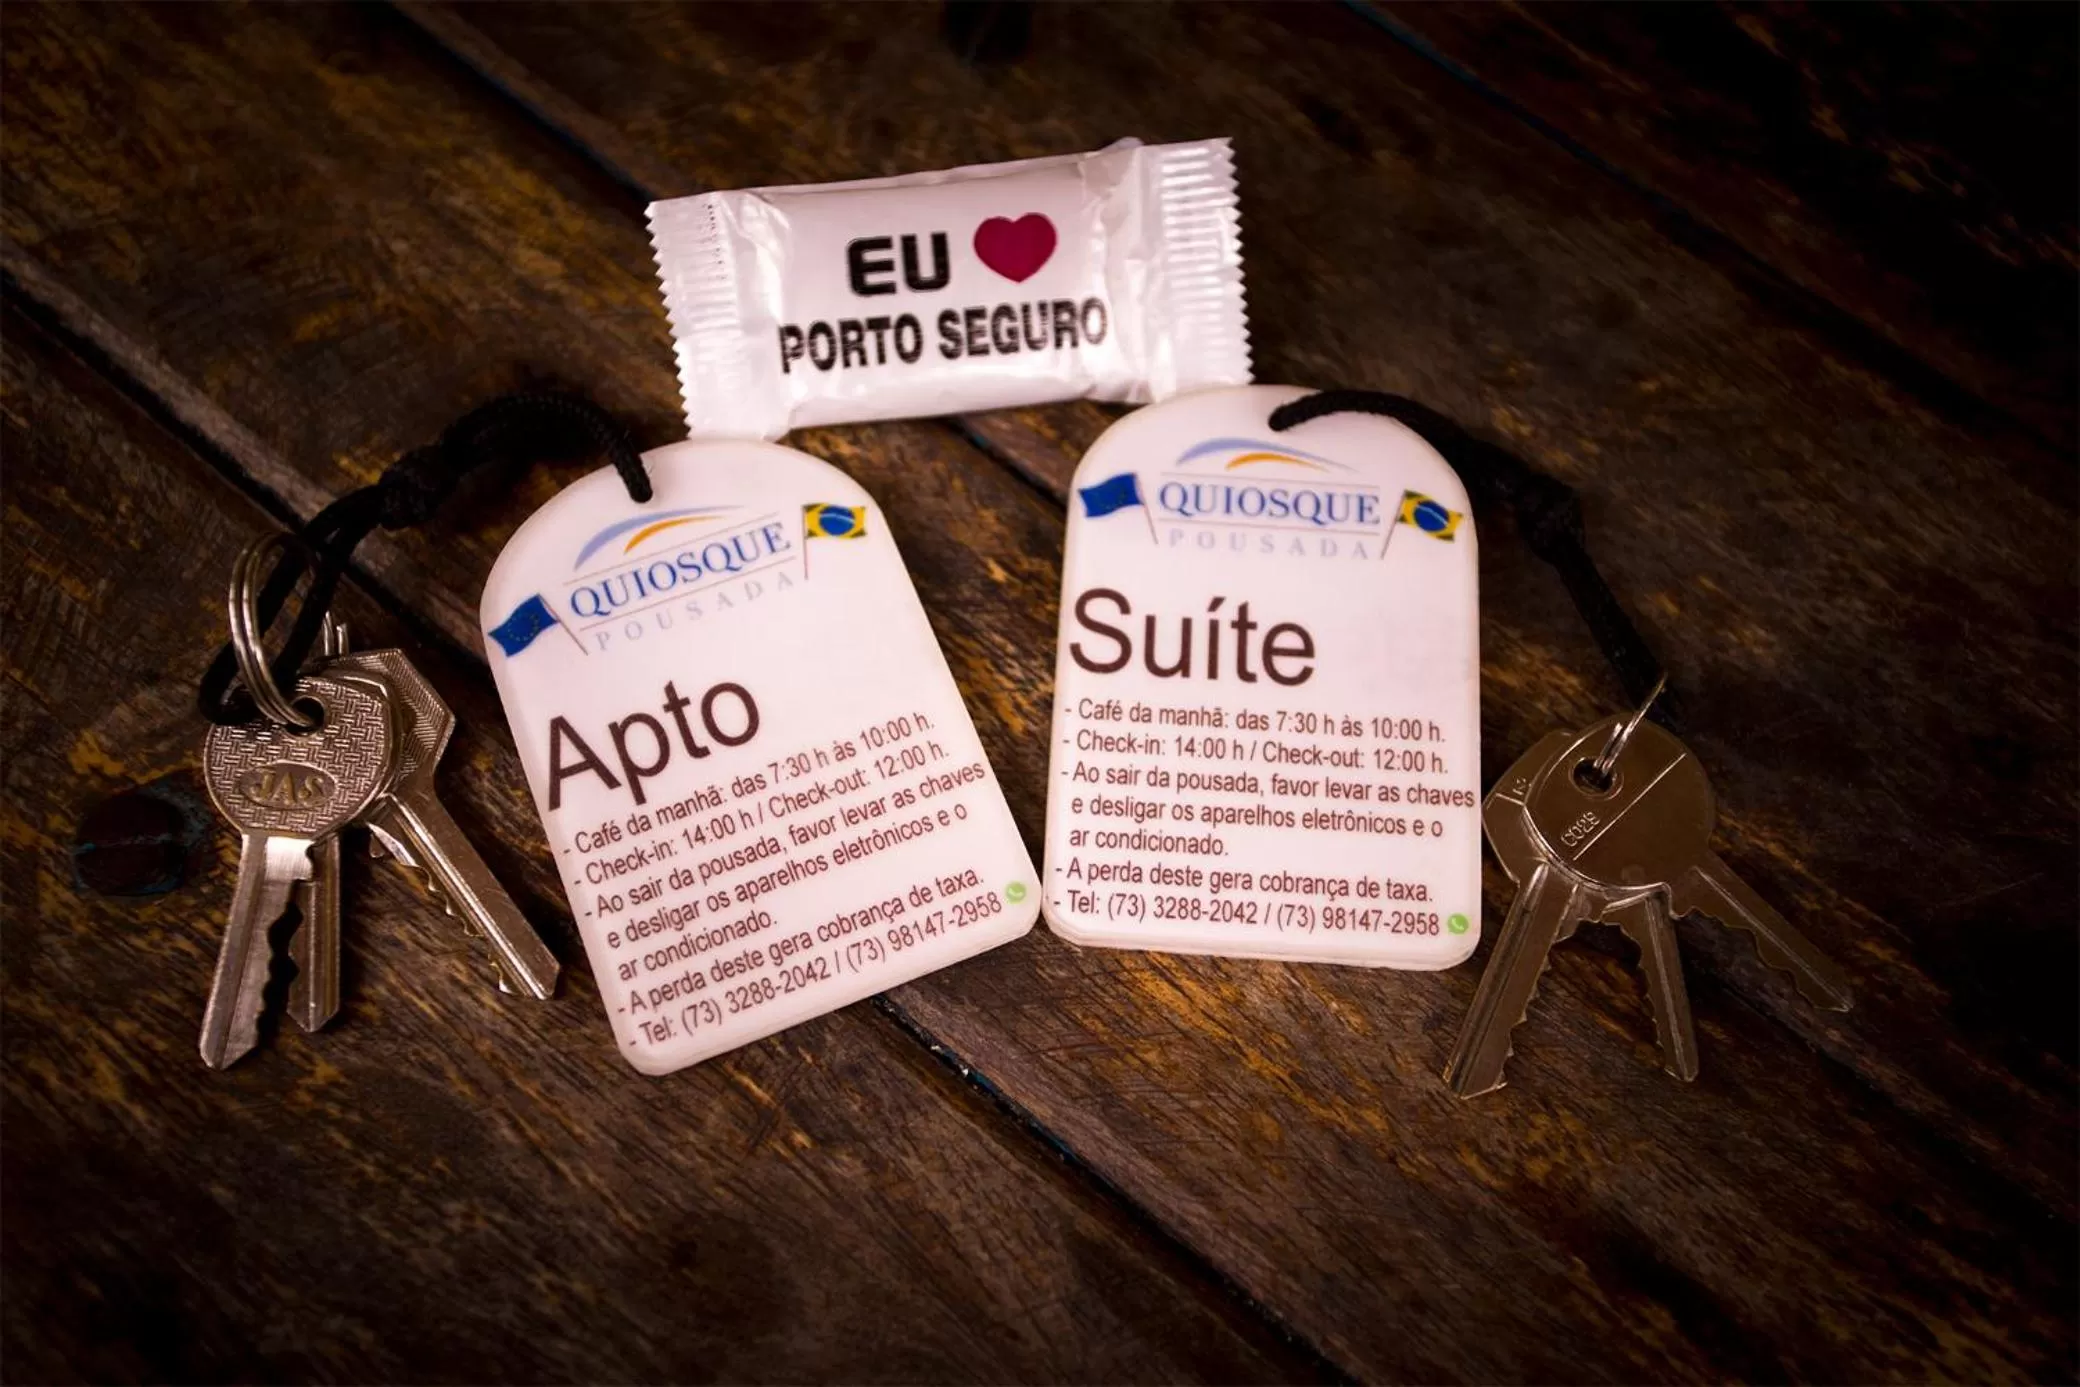 EU
PORTO SEGURO
QUIOSQUE
POUSADA
Apto
- Café da manhã: das 7:30 h às 10:00 h.
- Check-in: 14:00 h / Check-out: 12:00 h.
- Ao sair da pousada, favor levar as chaves
e desligar os aparelhos eletrônicos e o
ar condicionado.
- A perda deste gera cobrança de taxa.
- Tel: (73) 3288-2042 / (73) 98147-2958
QUIOSQUE
POUSADA
Suíte
- Café da manhã: das 7:30 h às 10:00 h.
- Check-in: 14:00 h / Check-out: 12:00 h.
- Ao sair da pousada, favor levar as chaves
e desligar os aparelhos eletrônicos e o
ar condicionado.
- A perda deste gera cobrança de taxa.
- Tel: (73) 3288-2042 / (73) 98147-2958
JAS